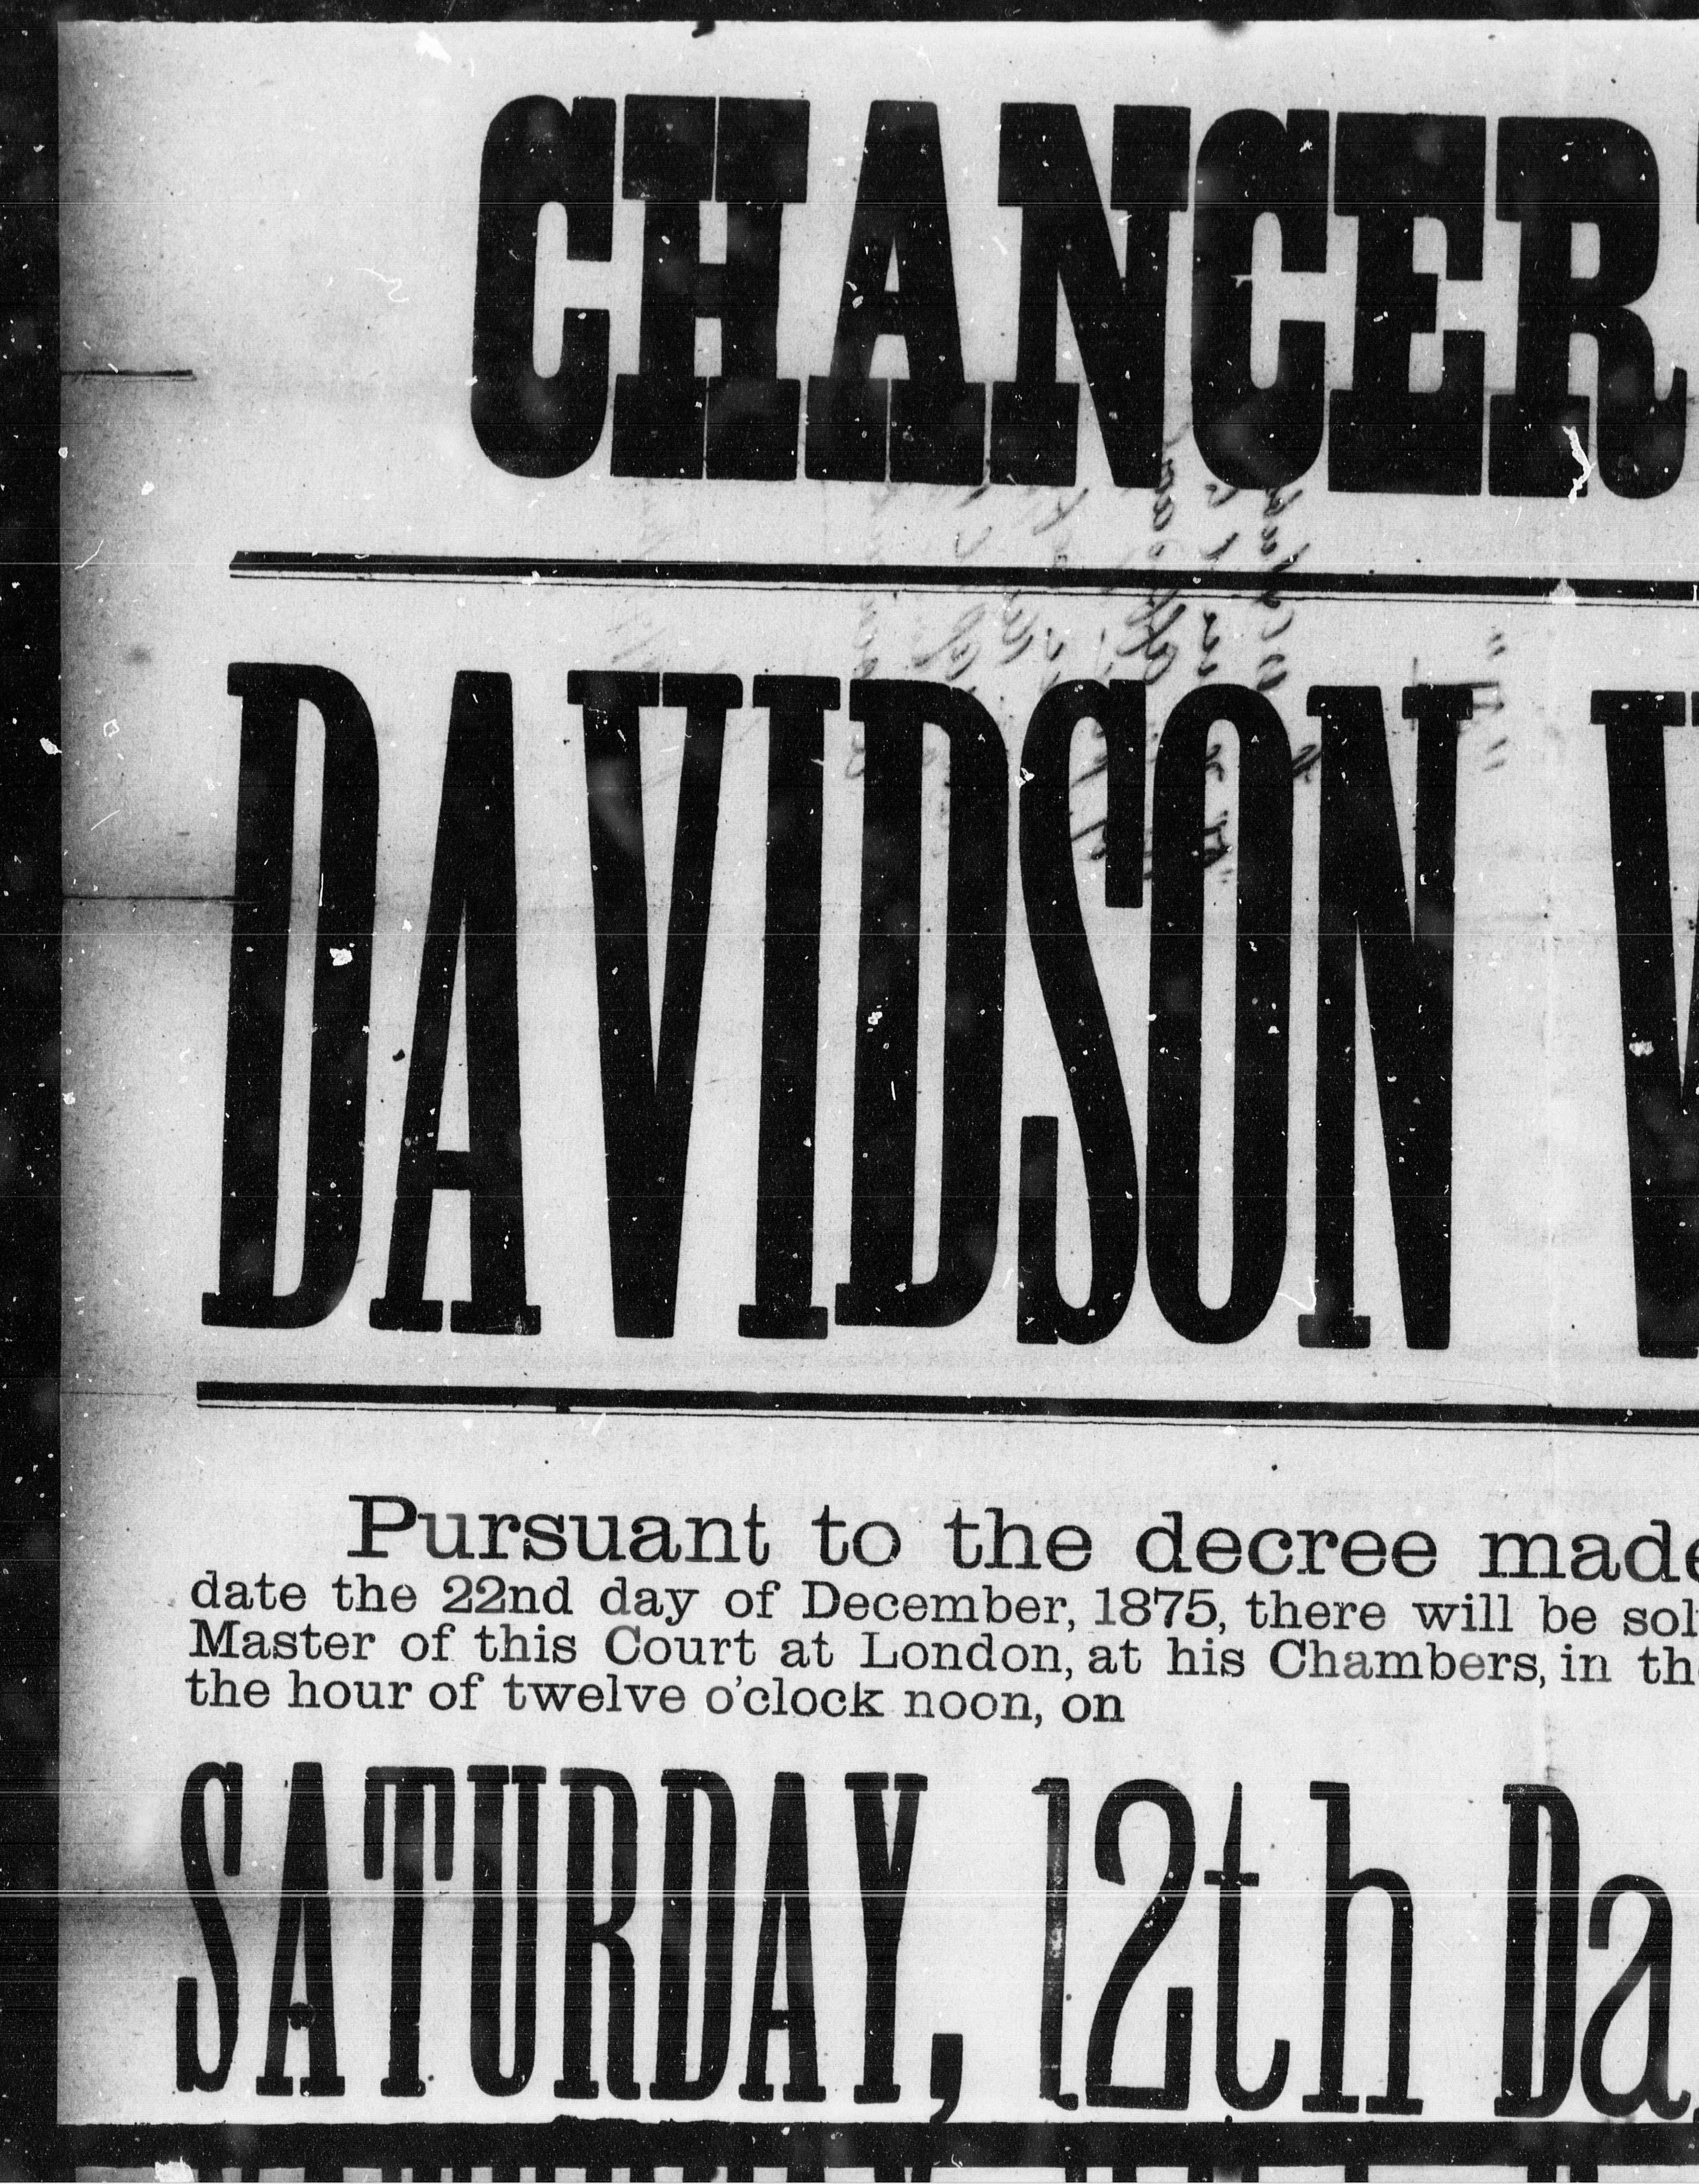 CHANCER
DAVIDSON
Pursuant to the decree made
date the 22nd day of December, 1875, there will be sol
Master of this Court at London, at his Chambers, in th
the hour of twelve o'clock noon, on
SATURDAY, 12th Da